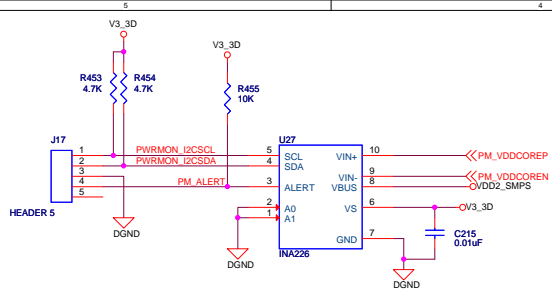 5
4
V3_3D
V3_3D
R453
4.7K
R454
4.7K
R455
10K
J17
U27
1
PWRMON_I2CSCL
5
SCL
VIN+
10
PM_VDDCOREP
2
PWRMON_I2CSDA
4
SDA
3
VIN-
9
PM_VDDCOREN
4
PM_ALERT
3
ALERT
VBUS
8
VDD2_SMPS
5
2
A0
VS
6
V3_3D
1
A1
HEADER 5
C215
0.01uF
GND
7
DGND
INA226
DGND
DGND